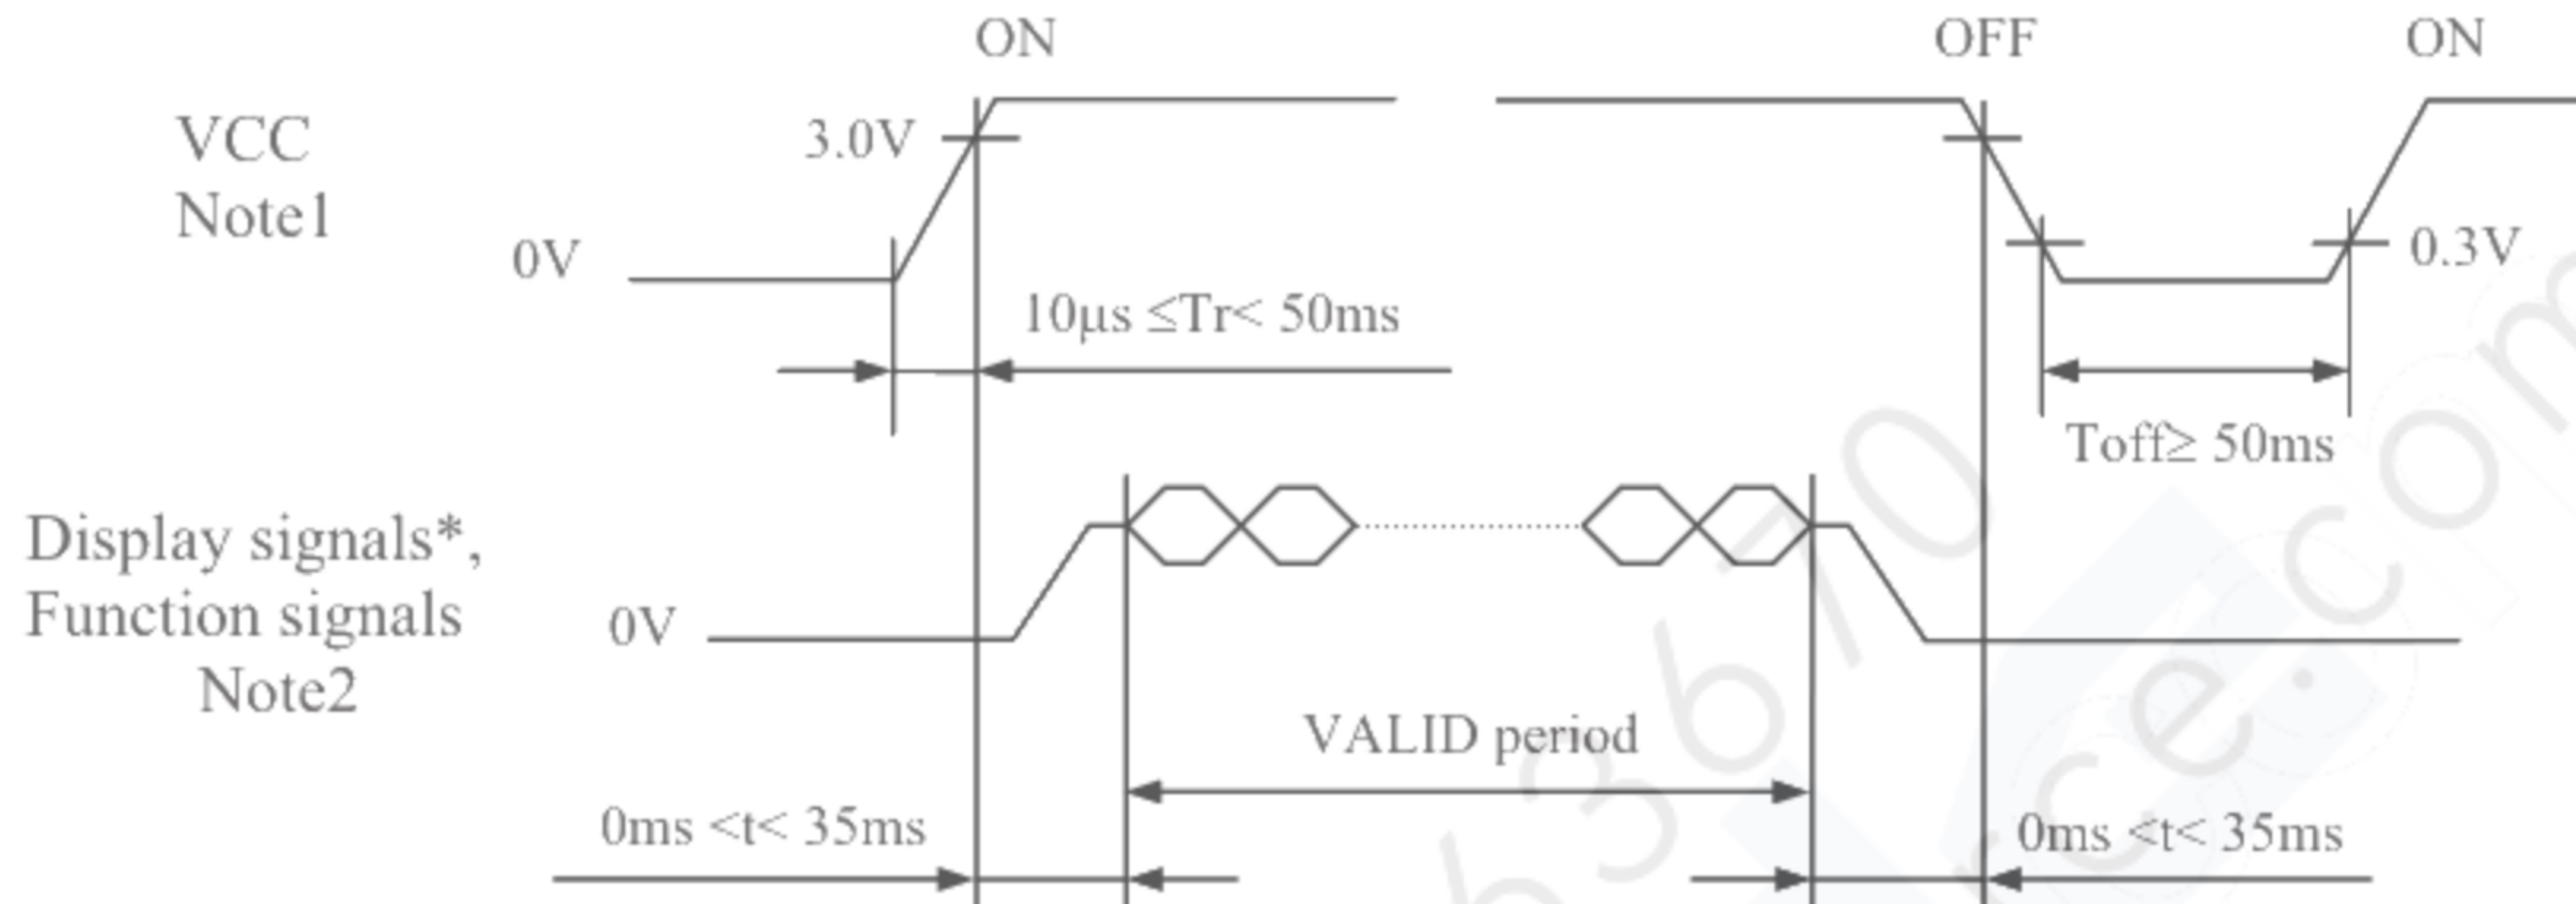 ON
OFF
ON
VCC
Note1
3.0V
0V
0.3V
10μs ≤Tr< 50ms
Toff≥ 50ms
Display signals*,
Function signals
Note2
0V
VALID period
0ms <t< 35ms
0ms <t< 35ms